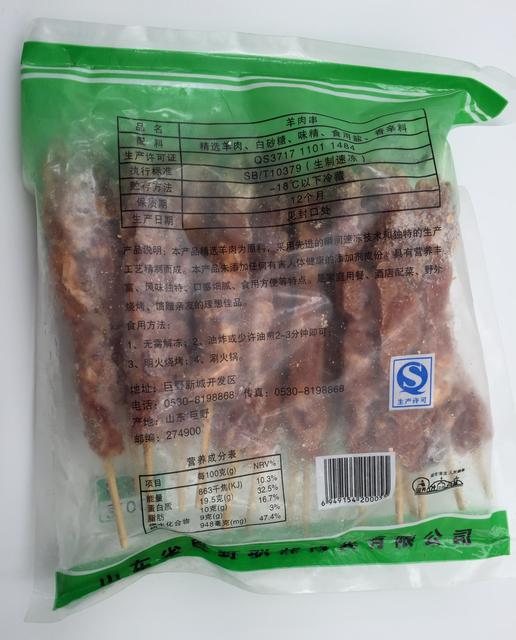 品 名 羊肉串
配 料 精选羊肉、白砂糖、味精、食用盐、香辛料
生产许可证 QS3717 1101 1484
执行标准 SB/T10379（生制速冻）
贮存方法 -18℃以下冷藏
保质期 12个月
生产日期 见封口处
产品说明：本产品精选羊肉为原料，采用先进的瞬间速冻技术和独特的生产
工艺精制而成。本产品未添加任何有害人体健康的添加剂成份。具有营养丰
富、风味独特、口感细腻、食用方便等特点。是家庭用餐、酒店配菜、野外
烧烤、馈赠亲友的理想佳品。
食用方法：
1、无需解冻；2、油炸或少许油煎2-3分钟即可；
3、明火烧烤；4、涮火锅。
地址：巨野新城开发区
电话：0530-8198868 传真：0530-8198868
产地：山东 巨野
邮编：274900
生产许可
营养成分表
项目 每100克(g) NRV%
能量 863千焦(KJ) 10.3%
蛋白质 19.5克(g) 32.5%
脂肪 10克(g) 16.7%
水化合物 9克(g) 3%
948毫克(mg) 47.4%
6949154920009
山东省巨野
公司